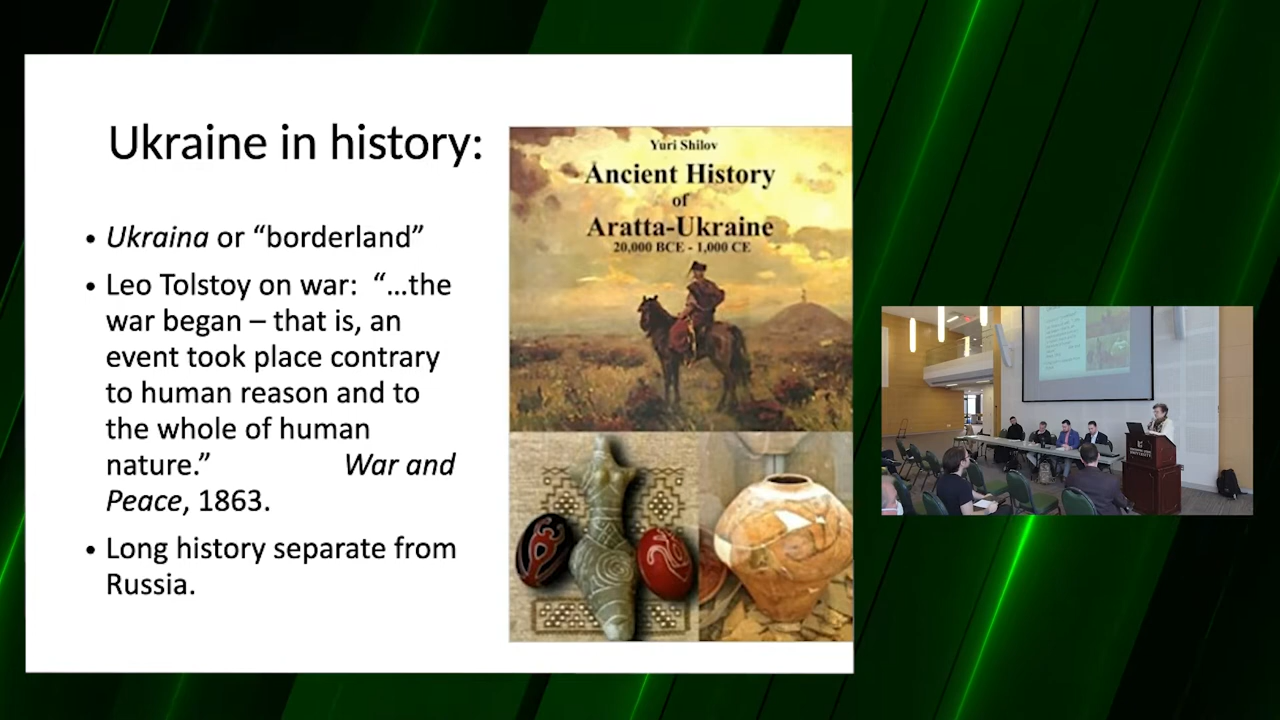 Ukraine in history:
• Ukraina or “borderland”
• Leo Tolstoy on war: “…the
war began – that is, an
event took place contrary
to human reason and to
the whole of human
nature.” War and
Peace, 1863.
• Long history separate from
Russia.
Yuri Shilov
Ancient History
of
Aratta-Ukraine
20,000 BCE - 1,000 CE
UNIVERSITY